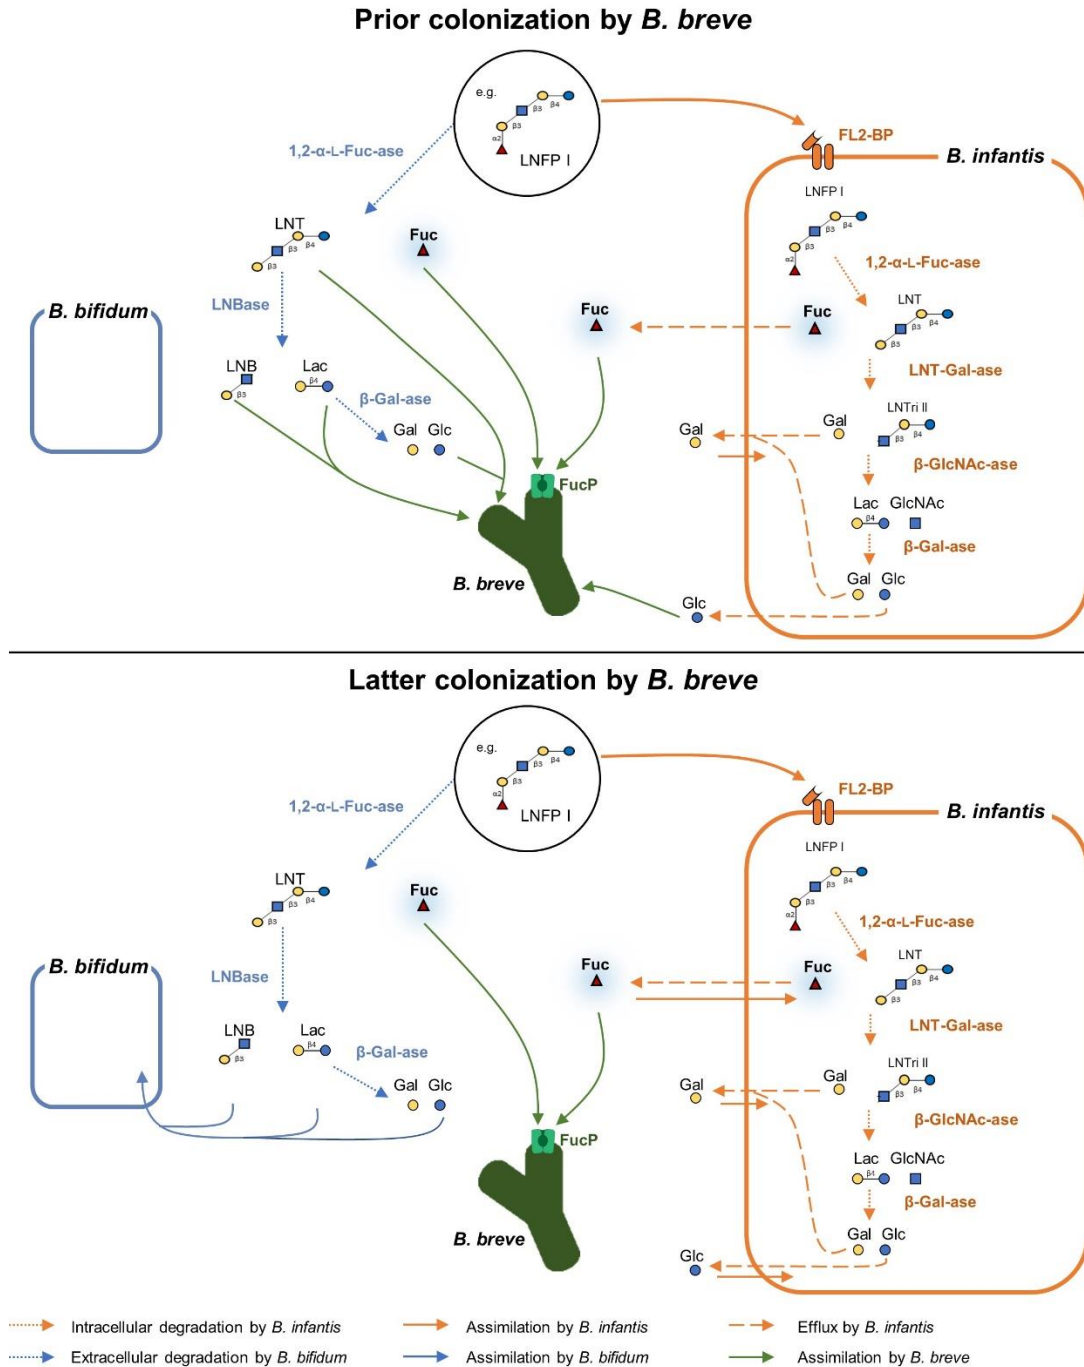 Prior colonization by B. breve
e.g.
β4
β3
β3
α2
LNFP I
1,2-α-L-Fuc-ase
FL2-BP
B. infantis
LNFP I
β4
β3
β3
α2
1,2-α-L-Fuc-ase
LNT
β4
β3
β3
Fuc
Fuc
Fuc
LNT
β4
β3
β3
B. bifidum
LNBase
LNT-Gal-ase
LNB
β3
Lac
β4
β-Gal-ase
Gal Glc
Gal
Gal
LNTri II
β4
β3
β-GlcNAc-ase
FucP
B. breve
Lac GlcNAc
β4
β-Gal-ase
Gal Glc
Glc
Latter colonization by B. breve
e.g.
β4
β3
β3
α2
LNFP I
1,2-α-L-Fuc-ase
FL2-BP
B. infantis
LNFP I
β4
β3
β3
α2
1,2-α-L-Fuc-ase
LNT
β4
β3
β3
Fuc
Fuc
Fuc
LNT
β4
β3
β3
B. bifidum
LNBase
LNT-Gal-ase
LNB
β3
Lac
β4
β-Gal-ase
Gal Glc
Gal
Gal
LNTri II
β4
β3
β-GlcNAc-ase
FucP
B. breve
Lac GlcNAc
β4
β-Gal-ase
Gal Glc
Glc
Intracellular degradation by B. infantis
Assimilation by B. infantis
Efflux by B. infantis
Extracellular degradation by B. bifidum
Assimilation by B. bifidum
Assimilation by B. breve